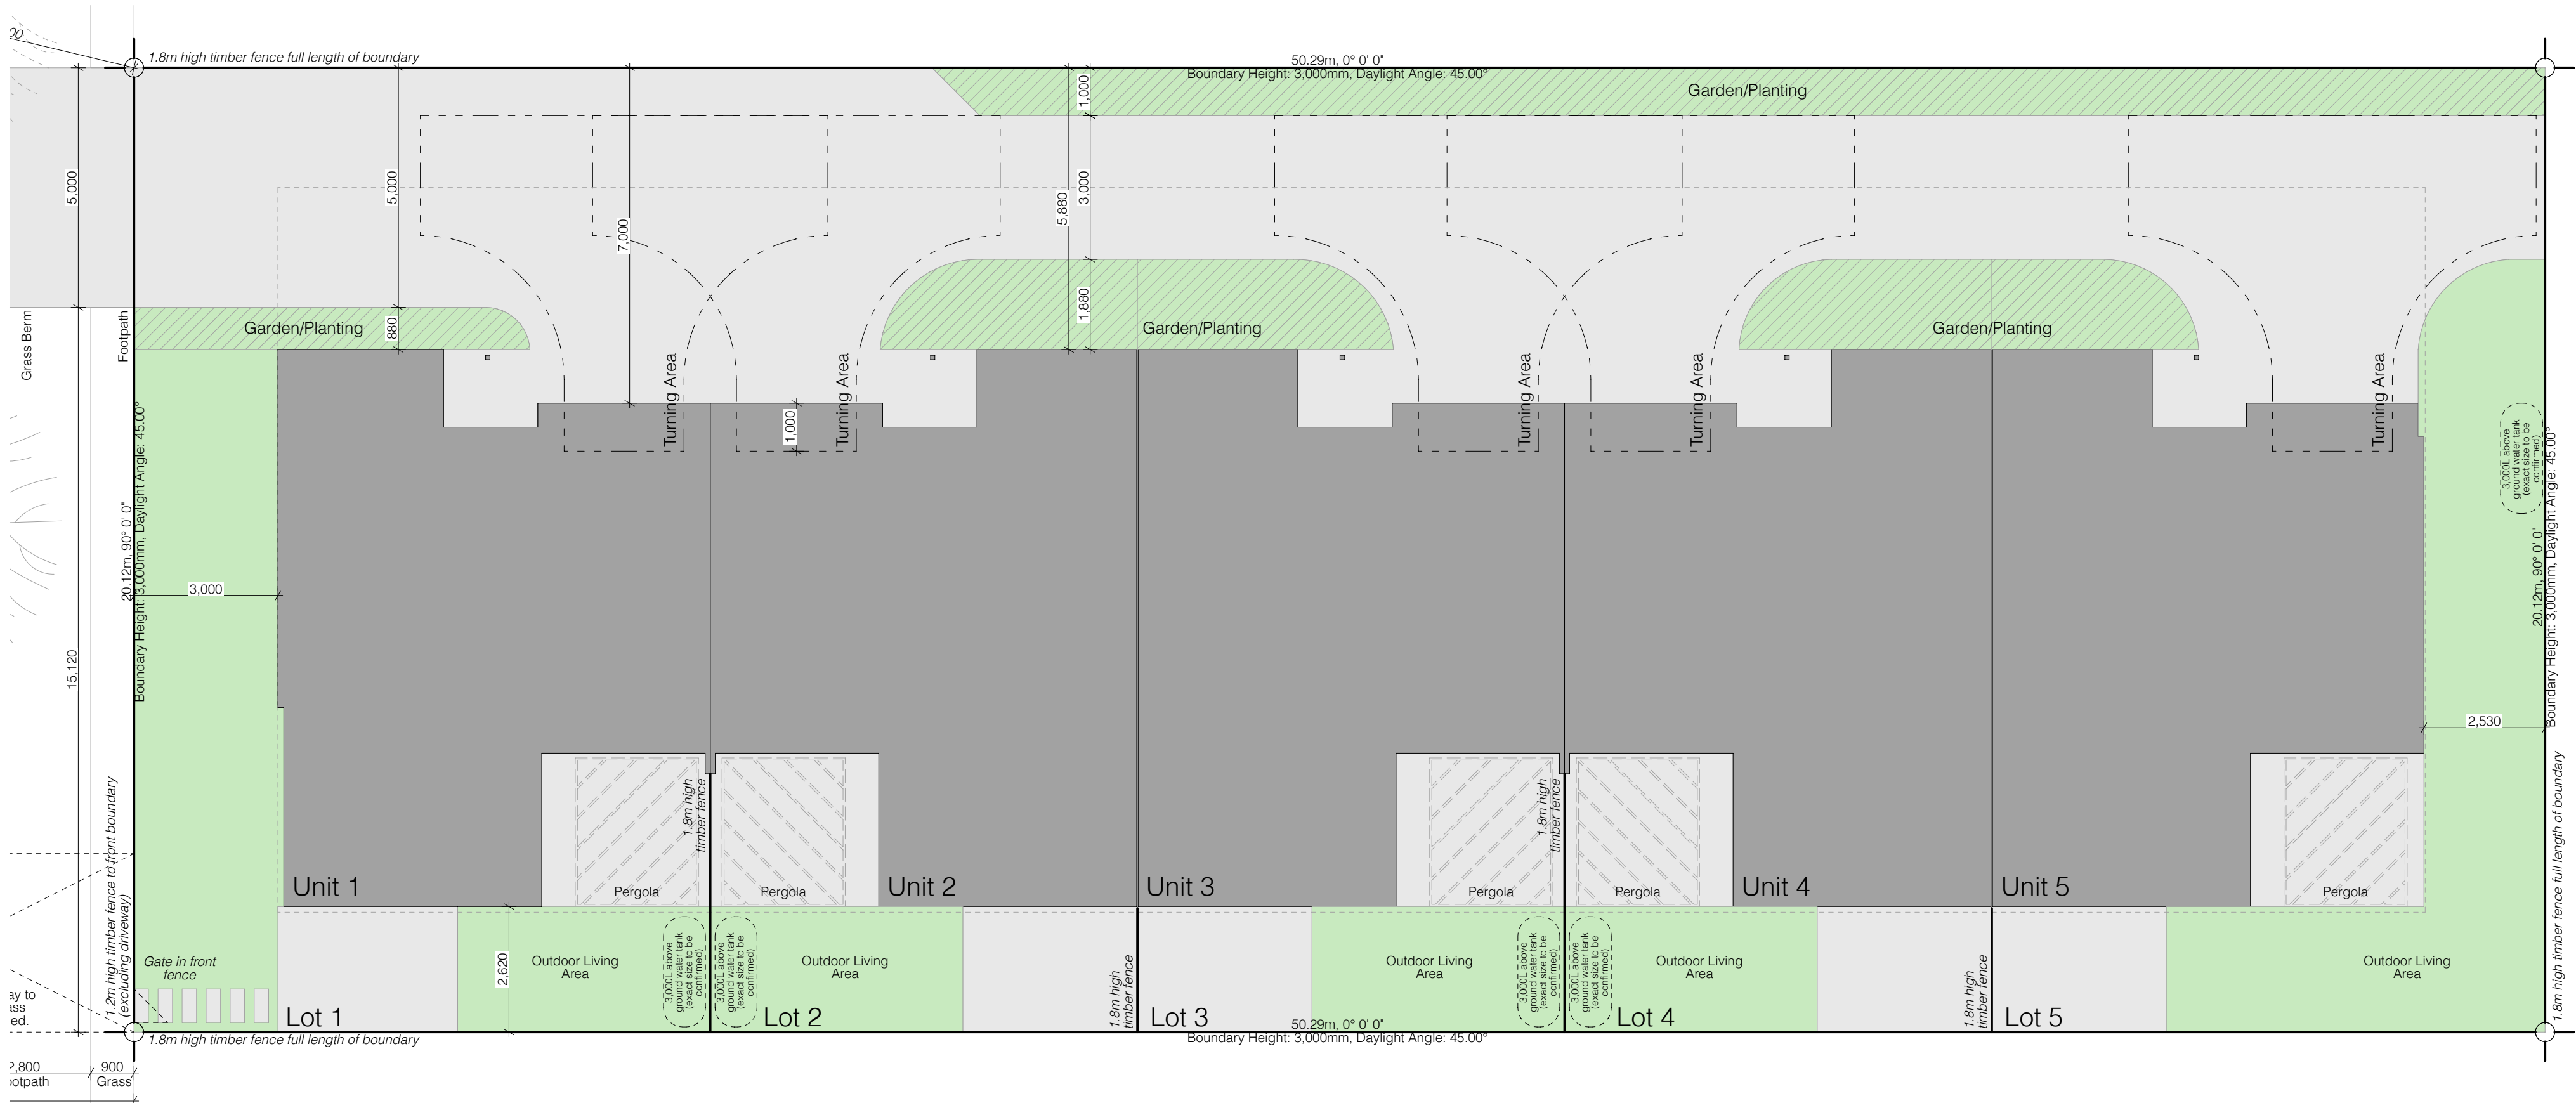 00
1.8m high timber fence full length of boundary
50.29m, 0° 0' 0"
Boundary Height: 3,000mm, Daylight Angle: 45.00°
Garden/Planting
1,000
5,000
5,000
7,000
5,880
3,000
1,880
880
Grass Berm
Footpath
Garden/Planting
Garden/Planting
Garden/Planting
Turning Area
Turning Area
Turning Area
Turning Area
Turning Area
1,000
3,000L above
ground water tank
(exact size to be
confirmed)
20.12m, 90° 0' 0"
Boundary Height: 3,000mm, Daylight Angle: 45.00°
20.12m, 90° 0' 0"
Boundary Height: 3,000mm, Daylight Angle: 45.00°
3,000
15,120
2,530
1.8m high
timber fence
1.8m high
timber fence
1.2m high timber fence to front boundary
(excluding driveway)
1.8m high timber fence full length of boundary
Unit 1
Pergola
Pergola
Unit 2
Unit 3
Pergola
Pergola
Unit 4
Unit 5
Pergola
Gate in front
fence
2,620
Outdoor Living
Area
3,000L above
ground water tank
(exact size to be
confirmed)
3,000L above
ground water tank
(exact size to be
confirmed)
Outdoor Living
Area
1.8m high
timber fence
Outdoor Living
Area
3,000L above
ground water tank
(exact size to be
confirmed)
3,000L above
ground water tank
(exact size to be
confirmed)
Outdoor Living
Area
1.8m high
timber fence
Outdoor Living
Area
ay to
ass
ed.
Lot 1
Lot 2
Lot 3
Lot 4
Lot 5
1.8m high timber fence full length of boundary
50.29m, 0° 0' 0"
Boundary Height: 3,000mm, Daylight Angle: 45.00°
2,800
900
ootpath
Grass